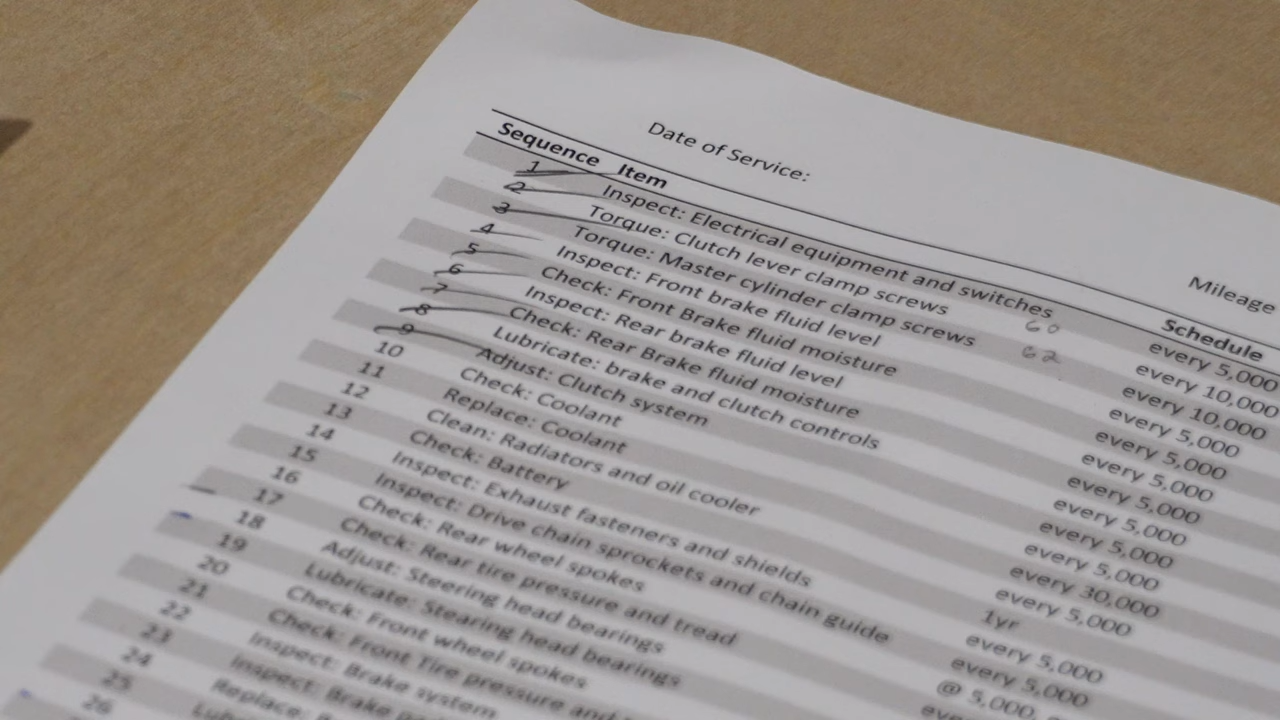 Date of Service:
Mileage
Sequence Item Schedule
1 Inspect: Electrical equipment and switches
2 Torque: Clutch lever clamp screws
3 Torque: Master cylinder clamp screws
4 Inspect: Front brake fluid level
5 Check: Front Brake fluid moisture 60
6 Inspect: Rear brake fluid level
7 Check: Rear Brake fluid moisture 62
8 Lubricate: brake and clutch controls
9 Adjust: Clutch system
10 Check: Coolant
11 Replace: Coolant
12 Clean: Radiators and oil cooler
13 Check: Battery
14 Inspect: Exhaust fasteners and shields
15 Inspect: Drive chain sprockets and chain guide
16 Check: Rear wheel spokes
17 Check: Rear tire pressure and tread
18 Adjust: Steering head bearings
19 Lubricate: Stearing head bearings
20 Check: Front wheel spokes
21 Check: Front Tire pressure and
22 Inspect: Brake system
23 Inspect: Brake
24 Replace:
25
26
every 5,000
every 10,000
every 10,000
every 5,000
every 5,000
every 5,000
every 5,000
every 5,000
every 5,000
every 30,000
every 5,000
1yr
every 5,000
every 5,000
@ 5,000,